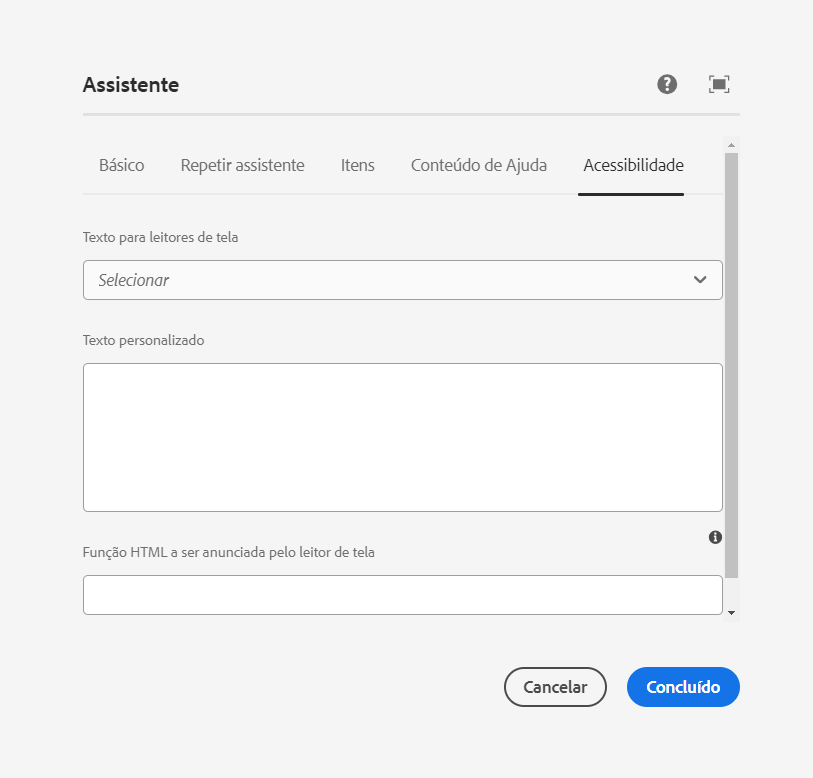 Assistente
Básico Repetir assistente Itens Conteúdo de Ajuda Acessibilidade
Texto para leitores de tela
Selecionar
Texto personalizado
Função HTML a ser anunciada pelo leitor de tela
Cancelar Concluído